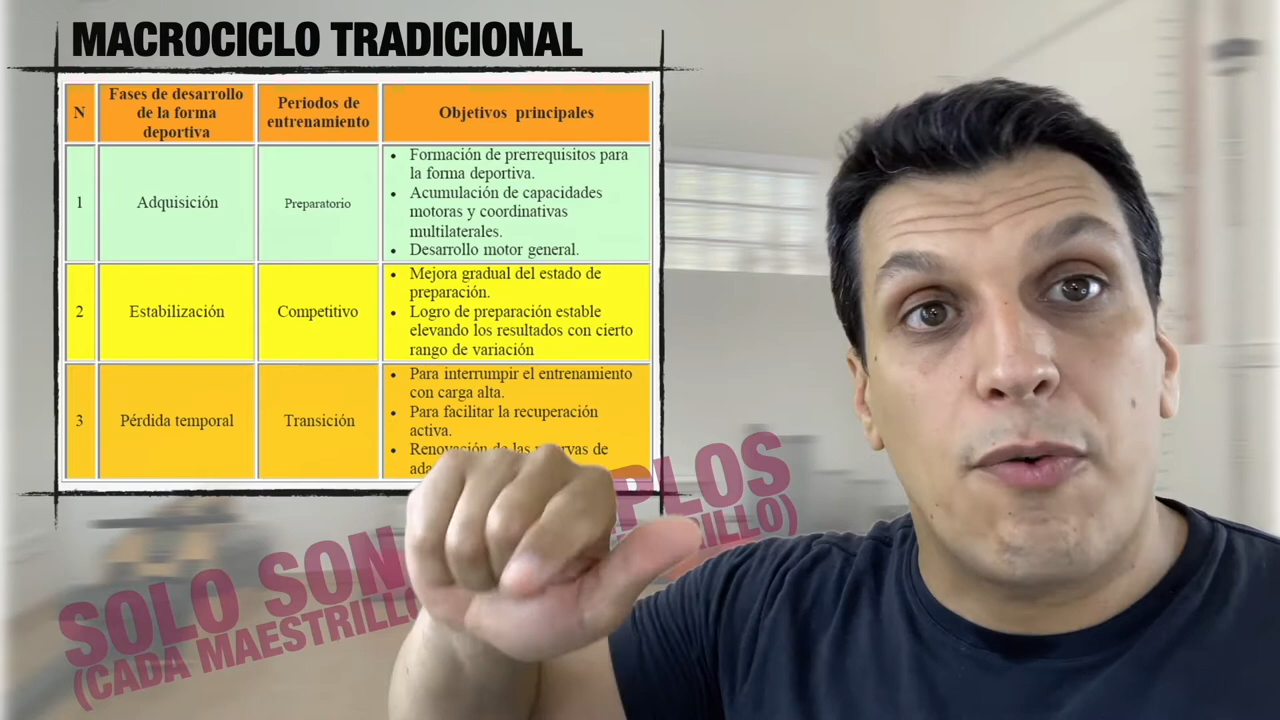 MACROCICLO TRADICIONAL
N
Fases de desarrollo
de la forma
deportiva
Periodos de
entrenamiento
Objetivos principales
1
Adquisición
Preparatorio
• Formación de prerrequisitos para
la forma deportiva.
• Acumulación de capacidades
motoras y coordinativas
multilaterales.
• Desarrollo motor general.
2
Estabilización
Competitivo
• Mejora gradual del estado de
preparación.
• Logro de preparación estable
elevando los resultados con cierto
rango de variación
3
Pérdida temporal
Transición
• Para interrumpir el entrenamiento
con carga alta.
• Para facilitar la recuperación
activa.
• Renovación de las reservas de
SOLO SON
(CADA MAESTRILLO